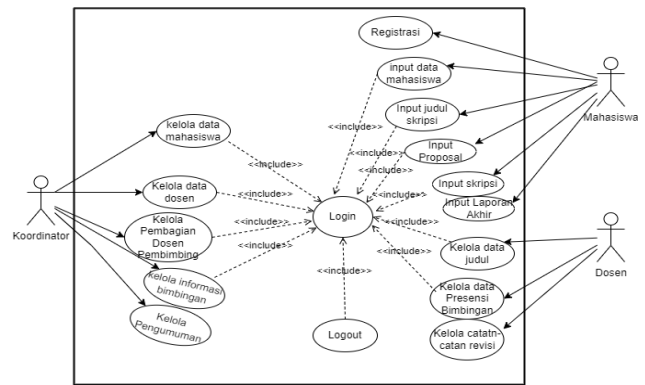 Registrasi
input data
mahasiswa
Input judul
skripsi
Input
Proposal
Input skripsi
Input Laporan
Akhir
Mahasiswa
kelola data
mahasiswa
Kelola data
dosen
Kelola
Pembagian
Dosen
Pembimbing
kelola informasi
bimbingan
Kelola
Pengumuman
Koordinator
Login
Logout
Kelola data
judul
Kelola data
Presensi
Bimbingan
Kelola catatn-
catan revisi
Dosen
<<include>>
<<include>>
<<include>>
<<include>>
<<include>>
<<include>>
<<include>>
<<include>>
<<include>>
<<include>>
<<include>>